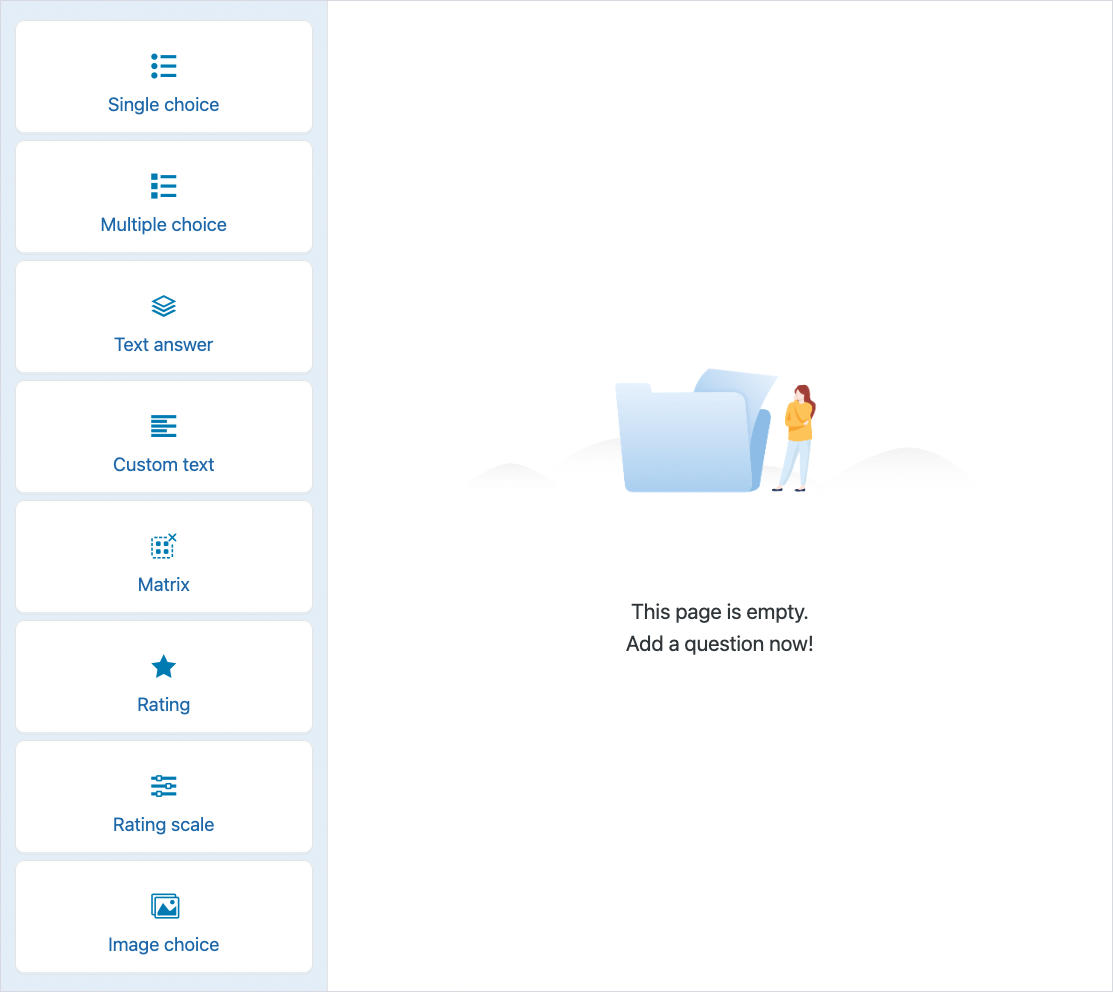 Single choice
Multiple choice
Text answer
Custom text
Matrix
Rating
Rating scale
Image choice
This page is empty.
Add a question now!